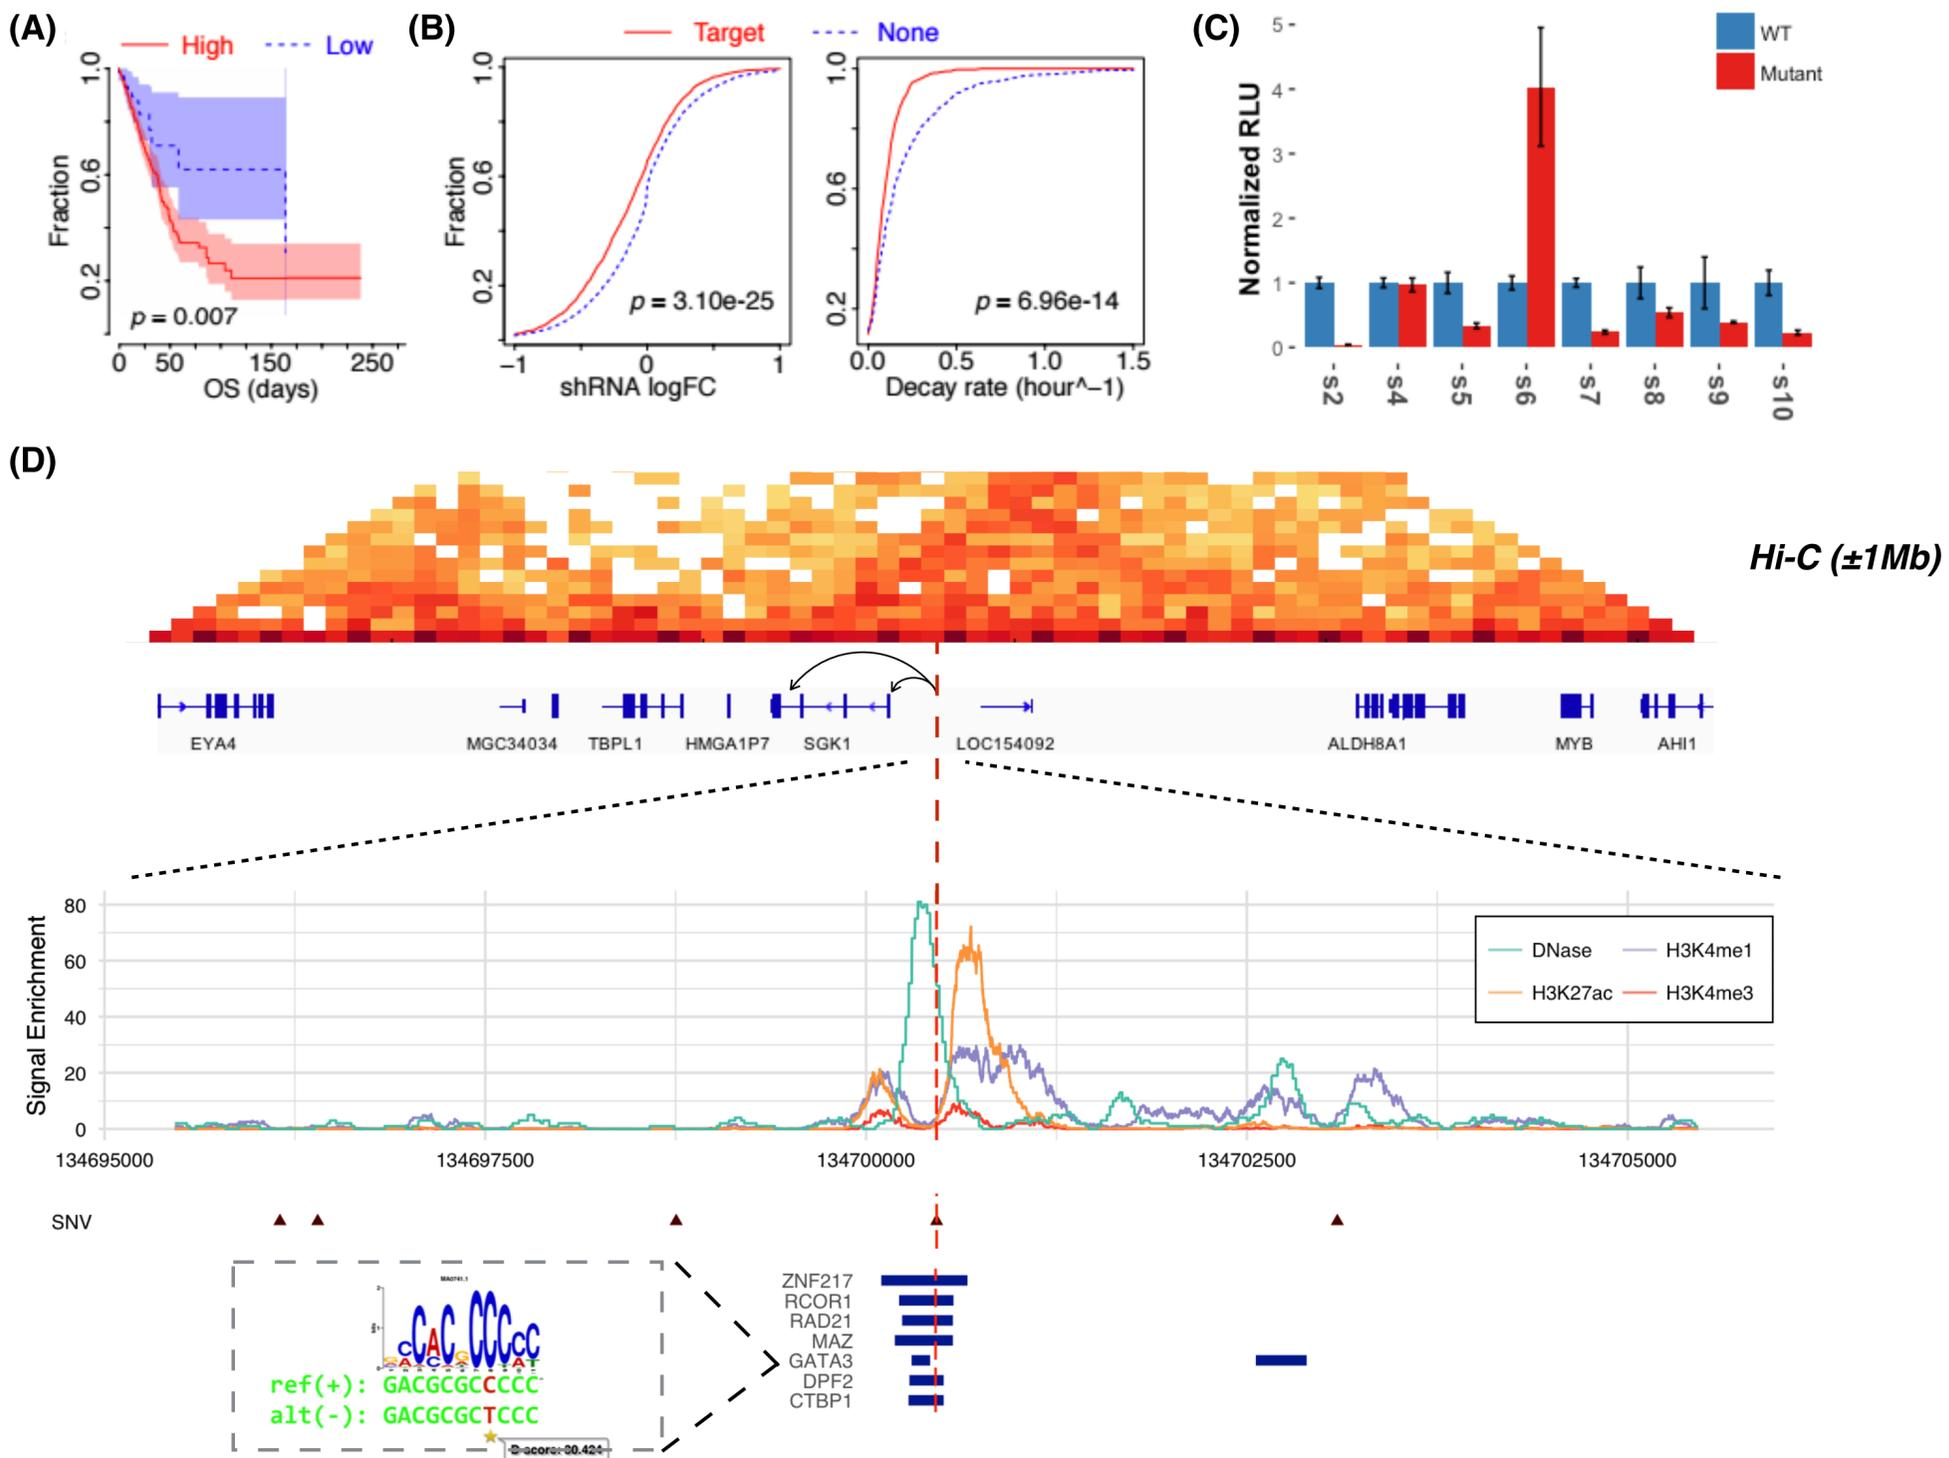 (A)
High
Low
Fraction
1.0
0.6
0.2
p = 0.007
0 50 150 250
OS (days)
(B)
Target
None
Fraction
1.0
0.6
0.2
p = 3.10e-25
−1 0 1
shRNA logFC
1.0
0.6
0.2
p = 6.96e-14
0.0 0.5 1.0 1.5
Decay rate (hour^−1)
(C)
WT
Mutant
Normalized RLU
5
4
3
2
1
0
s2 s4 s5 s6 s7 s8 s9 s10
(D)
Hi-C (±1Mb)
EYA4 MGC34034 TBPL1 HMGA1P7 SGK1 LOC154092 ALDH8A1 MYB AHI1
Signal Enrichment
80
60
40
20
0
DNase H3K4me1
H3K27ac H3K4me3
134695000 134697500 134700000 134702500 134705000
SNV
MA0741.1
ref(+): GACGCGCCCCC
alt(-): GACGCGCTCCC
ZNF217
RCOR1
RAD21
MAZ
GATA3
DPF2
CTBP1